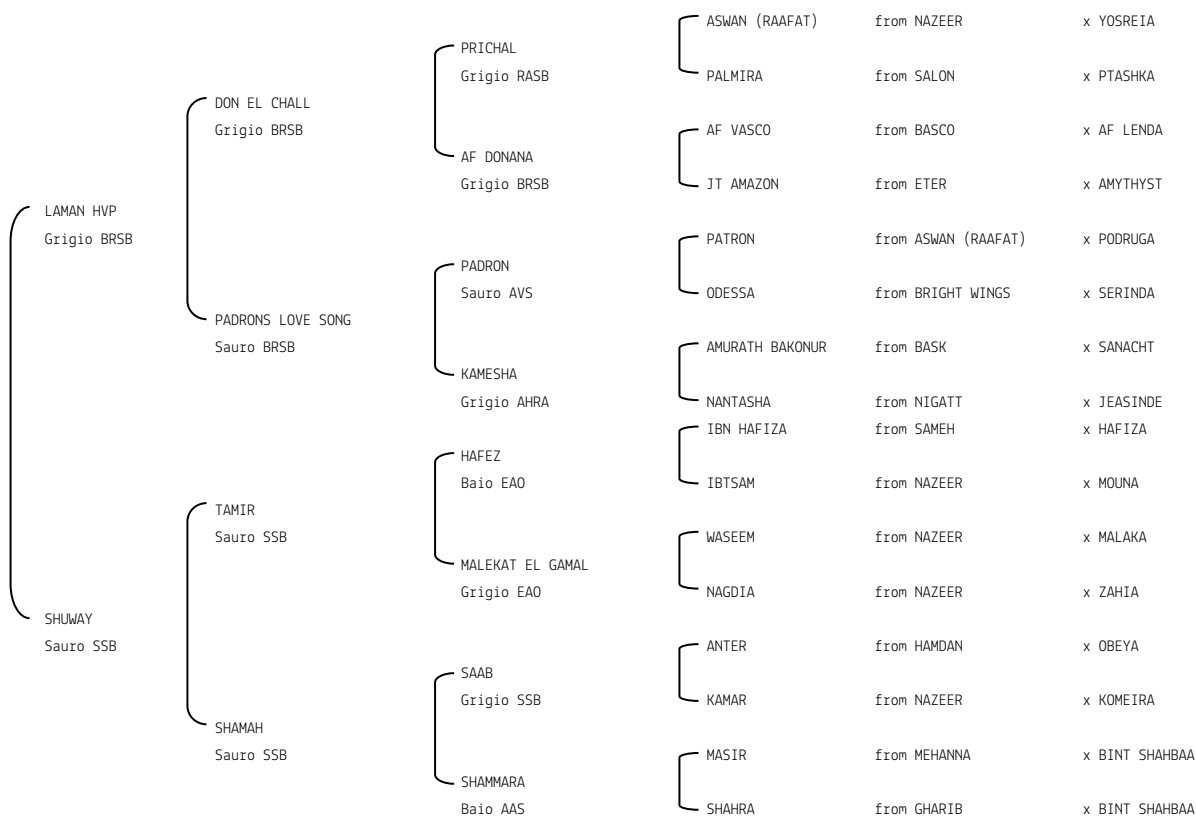 ASWAN (RAAFAT) from NAZEER x YOSREIA
PRICHAL
Grigio RASB PALMIRA from SALON x PTASHKA
DON EL CHALL
Grigio BRSB AF VASCO from BASCO x AF LENDA
AF DONANA
Grigio BRSB JT AMAZON from ETER x AMYTHYST
LAMAN HVP
Grigio BRSB PATRON from ASWAN (RAAFAT) x PODRUGA
PADRON
Sauro AVS ODESSA from BRIGHT WINGS x SERINDA
PADRONS LOVE SONG
Sauro BRSB AMURATH BAKONUR from BASK x SANACHT
KAMESHA
Grigio AHRA NANTASHA from NIGATT x JEASINDE
IBN HAFIZA from SAMEH x HAFIZA
HAFEZ
Baio EAO IBTSAM from NAZEER x MOUNA
TAMIR
Sauro SSB WASEEM from NAZEER x MALAKA
MALEKAT EL GAMAL
Grigio EAO NAGDIA from NAZEER x ZAHIA
SHUWAY
Sauro SSB ANTER from HAMDAN x OBEYA
SAAB
Grigio SSB KAMAR from NAZEER x KOMEIRA
SHAMAH
Sauro SSB MASIR from MEHANNA x BINT SHAHBAA
SHAMMARA
Baio AAS SHAHRA from GHARIB x BINT SHAHBAA